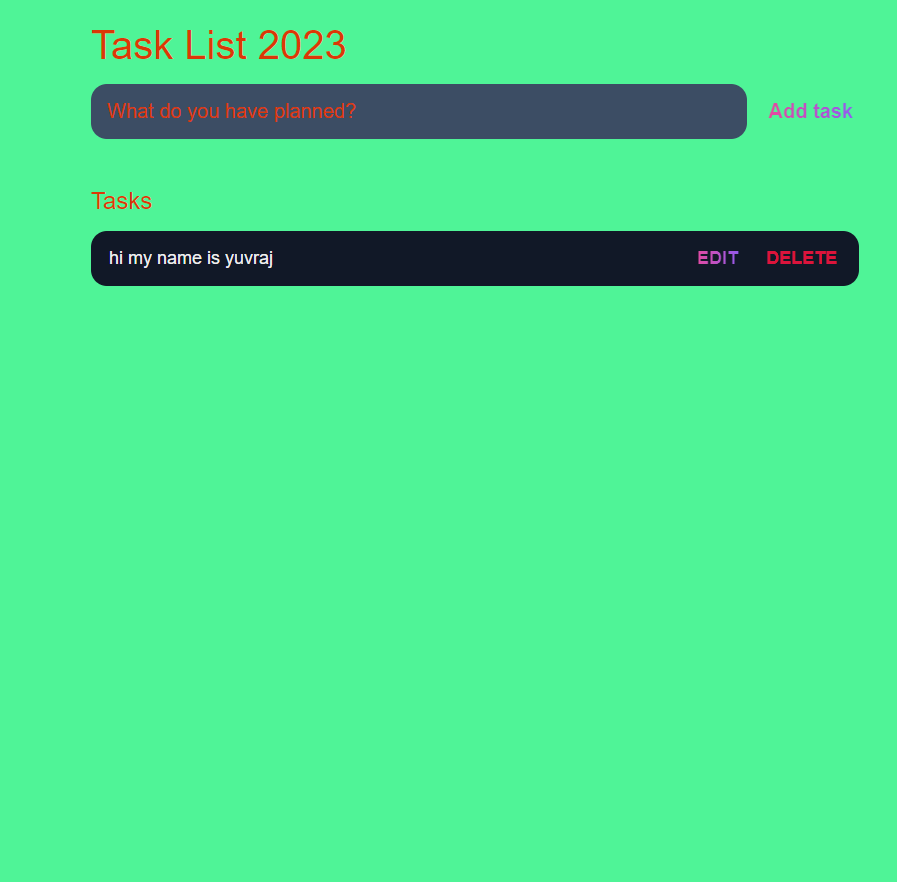 Task List 2023
What do you have planned? Add task
Tasks
hi my name is yuvraj EDIT DELETE